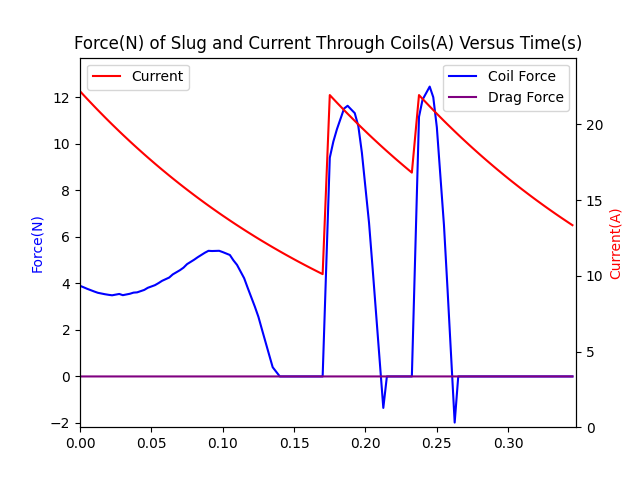 Force(N) of Slug and Current Through Coils(A) Versus Time(s)
Current
Coil Force
Drag Force
Force(N)
12
10
8
6
4
2
0
−2
20
15
10
5
0
Current(A)
0.00 0.05 0.10 0.15 0.20 0.25 0.30